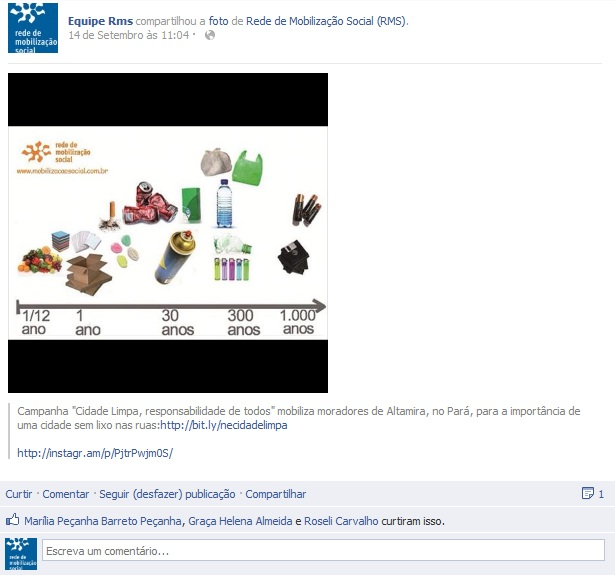 rede de
mobilização
social
Equipe Rms compartilhou a foto de Rede de Mobilização Social (RMS).
14 de Setembro às 11:04 ·
rede de
mobilização
social
www.mobilizacaosocial.com.br
1/12
ano
1
ano
30
anos
300
anos
1.000
anos
Campanha "Cidade Limpa, responsabilidade de todos" mobiliza moradores de Altamira, no Pará, para a importância de
uma cidade sem lixo nas ruas:http://bit.ly/necidadelimpa
http://instagr.am/p/PjtrPwjm0S/
Curtir · Comentar · Seguir (desfazer) publicação · Compartilhar
1
Marília Peçanha Barreto Peçanha, Graça Helena Almeida e Roseli Carvalho curtiram isso.
rede de
mobilização
social
Escreva um comentário...